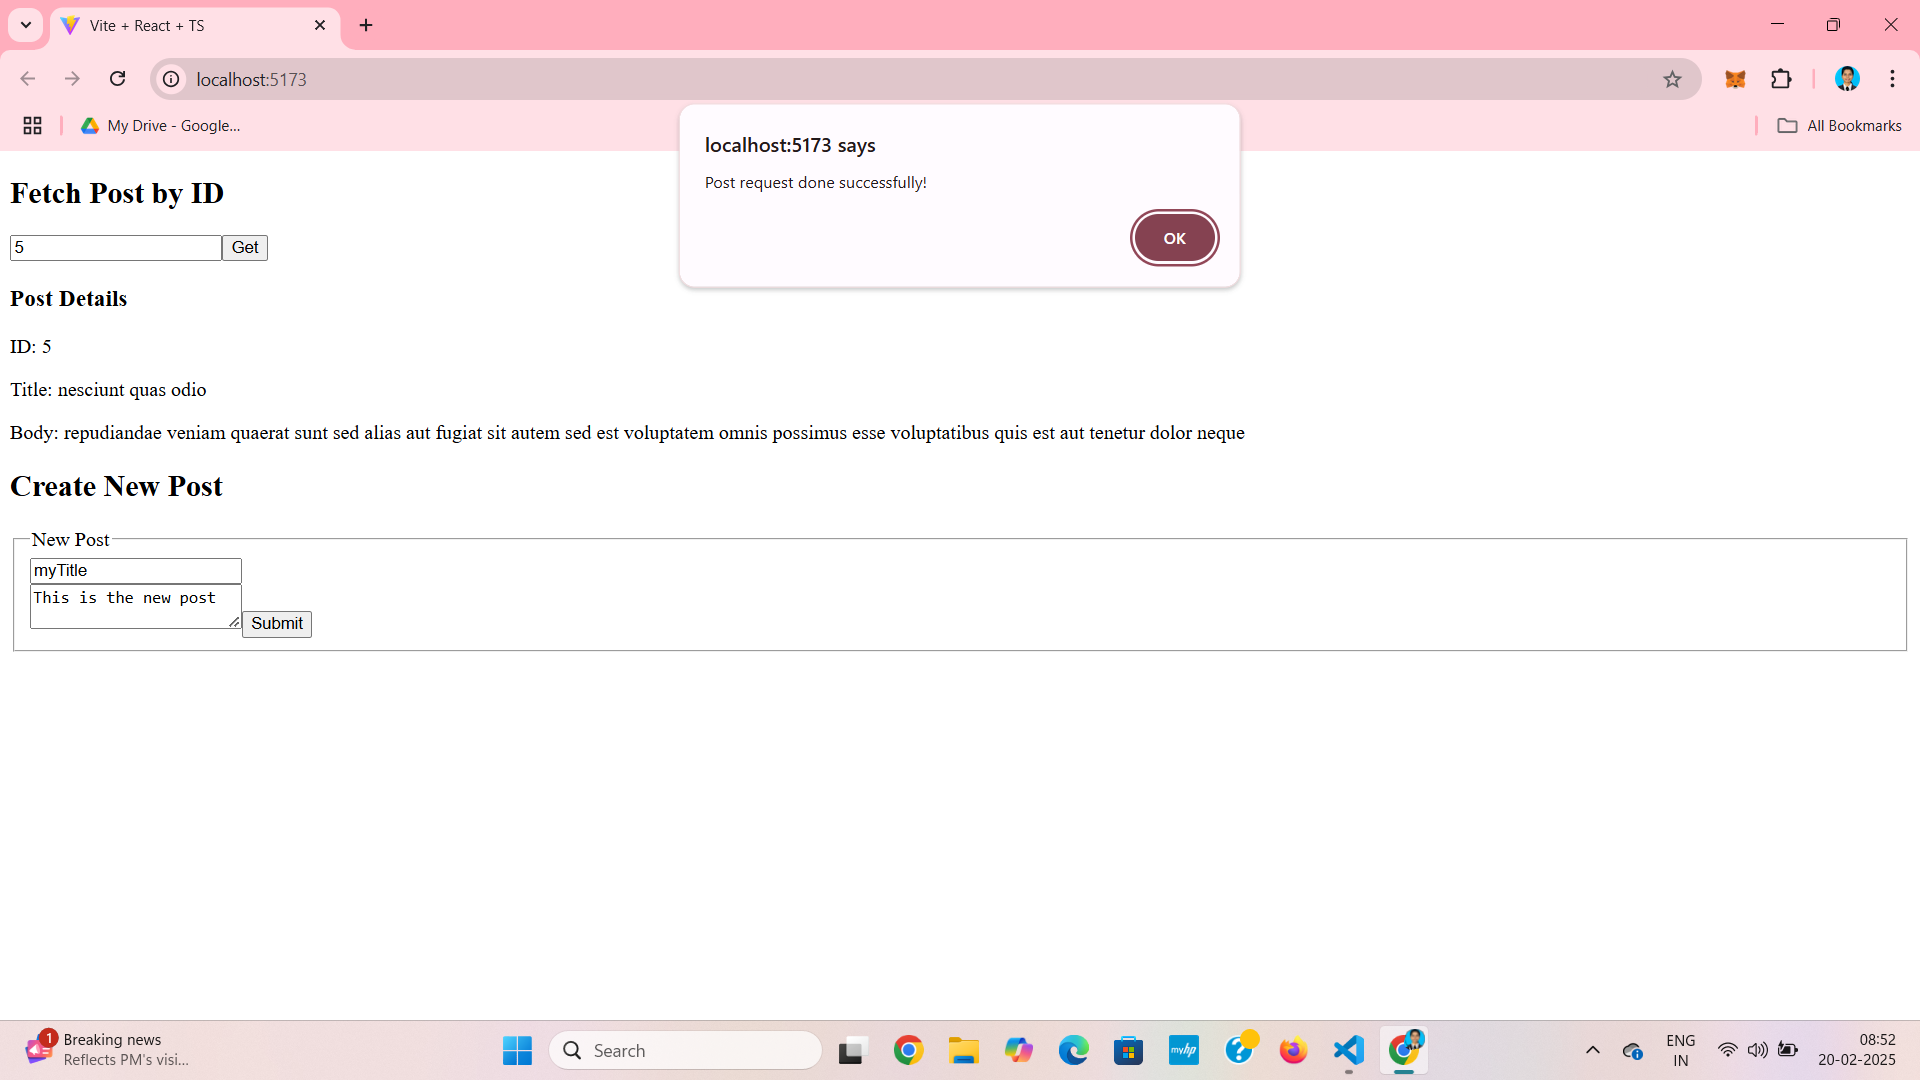 Vite + React + TS
localhost:5173
My Drive - Google...
All Bookmarks
localhost:5173 says
Post request done successfully!
OK
Fetch Post by ID
5
Get
Post Details
ID: 5
Title: nesciunt quas odio
Body: repudiandae veniam quaerat sunt sed alias aut fugiat sit autem sed est voluptatem omnis possimus esse voluptatibus quis est aut tenetur dolor neque
Create New Post
New Post
myTitle
This is the new post
Submit
1
Breaking news
Reflects PM's visi...
Search
myhp
ENG
IN
08:52
20-02-2025